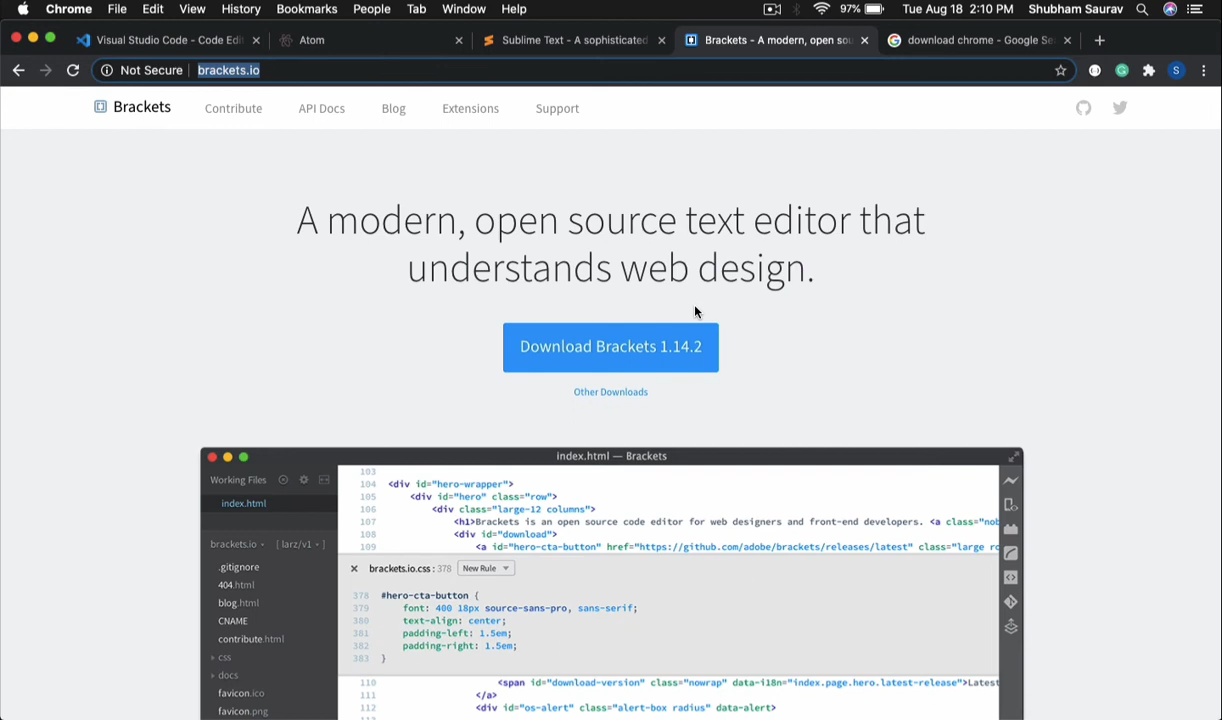 Chrome File Edit View History Bookmarks People Tab Window Help 97% Tue Aug 18 2:10 PM Shubham Saurav
Visual Studio Code - Code Edi Atom Sublime Text - A sophisticated Brackets - A modern, open sou download chrome - Google Se
Not Secure brackets.io S
Brackets Contribute API Docs Blog Extensions Support
A modern, open source text editor that
understands web design.
Download Brackets 1.14.2
Other Downloads
index.html — Brackets
Working Files
index.html
brackets.io [ larz/v1 ]
.gitignore
404.html
blog.html
CNAME
contribute.html
css
docs
favicon.ico
favicon.png
103
104 <div id="hero-wrapper">
105 <div id="hero" class="row">
106 <div class="large-12 columns">
107 <h1>Brackets is an open source code editor for web designers and front-end developers. <a class="nob
108 <div id="download">
109 <a id="hero-cta-button" href="https://github.com/adobe/brackets/releases/latest" class="large ro
brackets.io.css : 378 New Rule
378 #hero-cta-button {
379 font: 400 18px source-sans-pro, sans-serif;
380 text-align: center;
381 padding-left: 1.5em;
382 padding-right: 1.5em;
383 }
110 <span id="download-version" class="nowrap" data-i18n="index.page.hero.latest-release">Latest
111 </a>
112 <div id="os-alert" class="alert-box radius" data-alert>